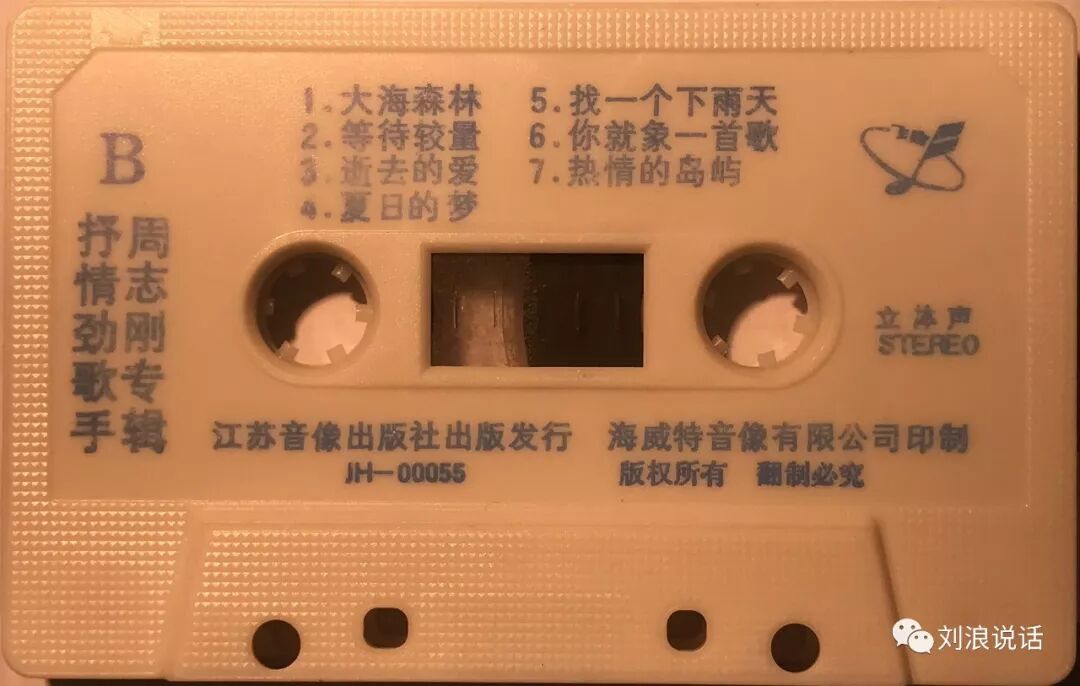 B
1.大海森林
2.等待较量
3.逝去的爱
4.夏日的梦
5.找一个下雨天
6.你就象一首歌
7.热情的岛屿
抒情劲歌手
周志刚专辑
立体声
STEREO
江苏音像出版社出版发行
JH—00055
海威特音像有限公司印制
版权所有 翻制必究
刘浪说话